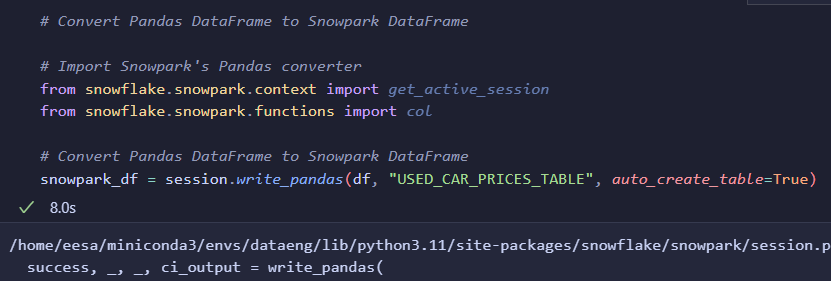 # Convert Pandas DataFrame to Snowpark DataFrame
# Import Snowpark's Pandas converter
from snowflake.snowpark.context import get_active_session
from snowflake.snowpark.functions import col
# Convert Pandas DataFrame to Snowpark DataFrame
snowpark_df = session.write_pandas(df, "USED_CAR_PRICES_TABLE", auto_create_table=True)
✓ 8.0s
/home/eesa/miniconda3/envs/dataeng/lib/python3.11/site-packages/snowflake/snowpark/session.p
success, _, _, ci_output = write_pandas(